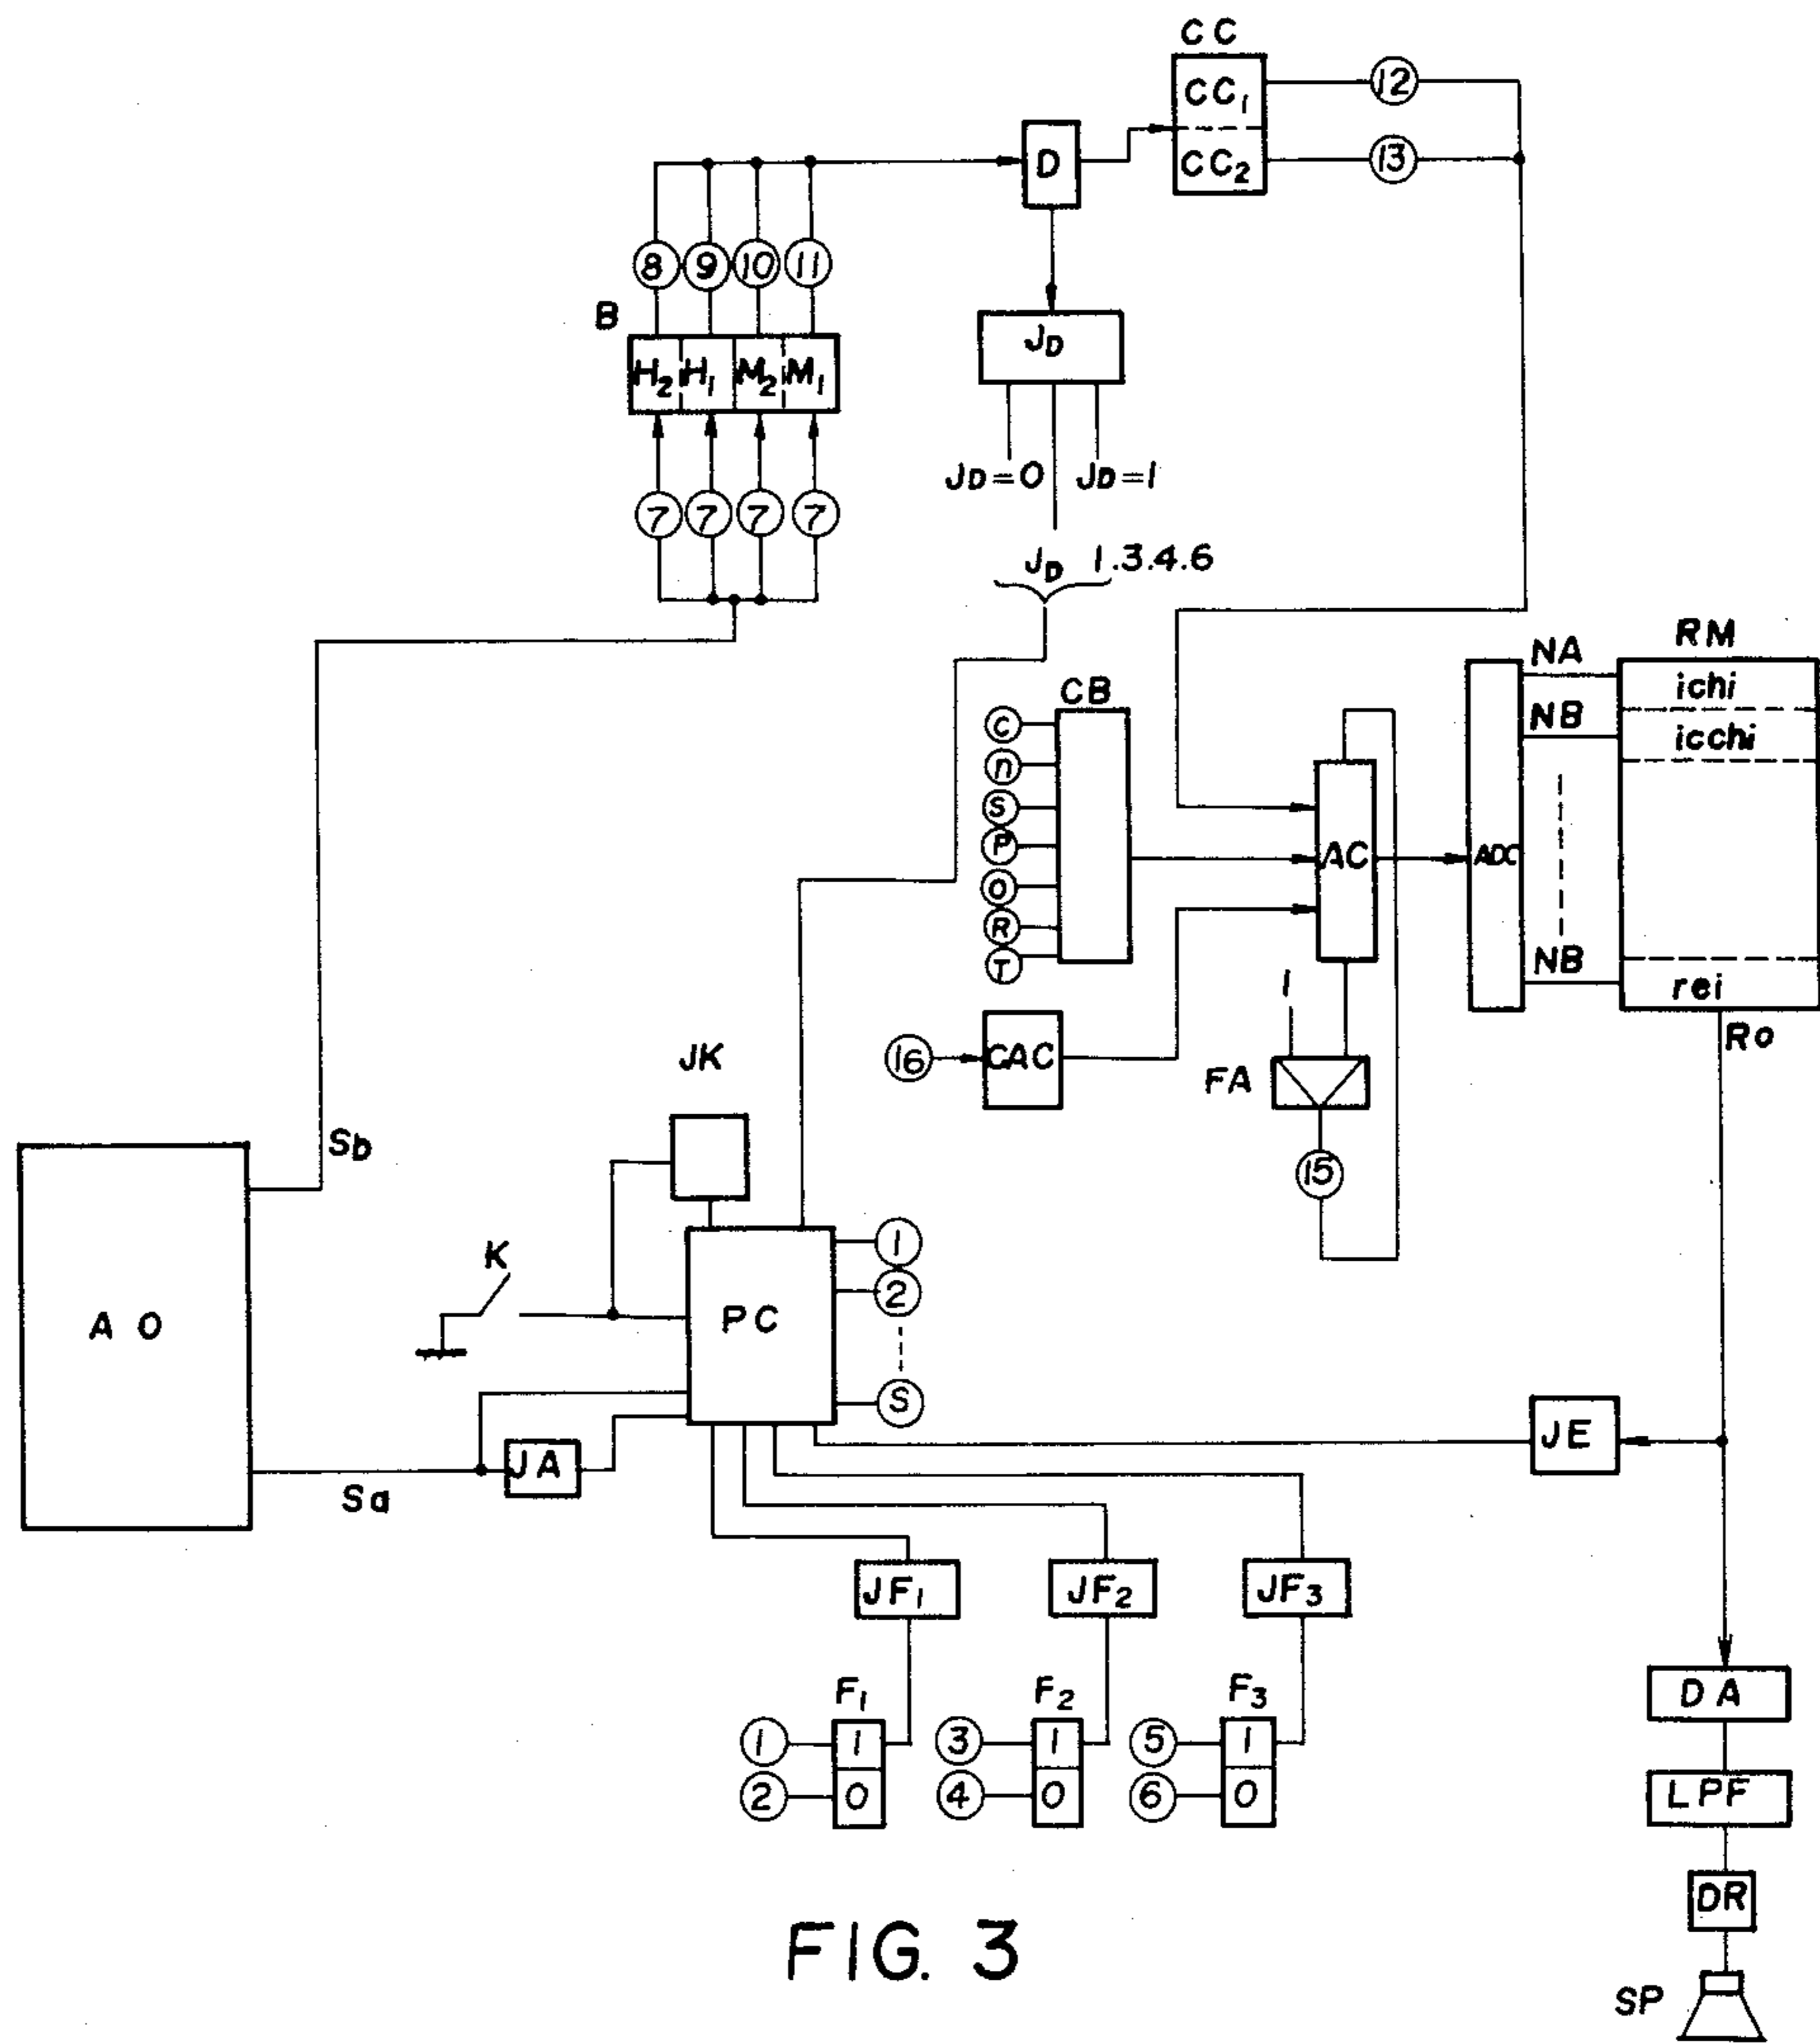 CC
CC1
12
CC2
13
D
8 9 10 11
B
H2 H1 M2 M1
JD
JD=0 JD=1
7 7 7 7
JD 1.3.4.6
RM
NA
ichi
CB
NB
icchi
C
n
S
P
O
R
T
AC
ADC
NB
rei
1
Ro
16
CAC
FA
JK
15
Sb
K
1
2
AO
PC
S
JE
JA
Sa
JF1 JF2 JF3
DA
F1 F2 F3
1 1 3 1 5 1
2 0 4 0 6 0
LPF
DR
SP
FIG. 3